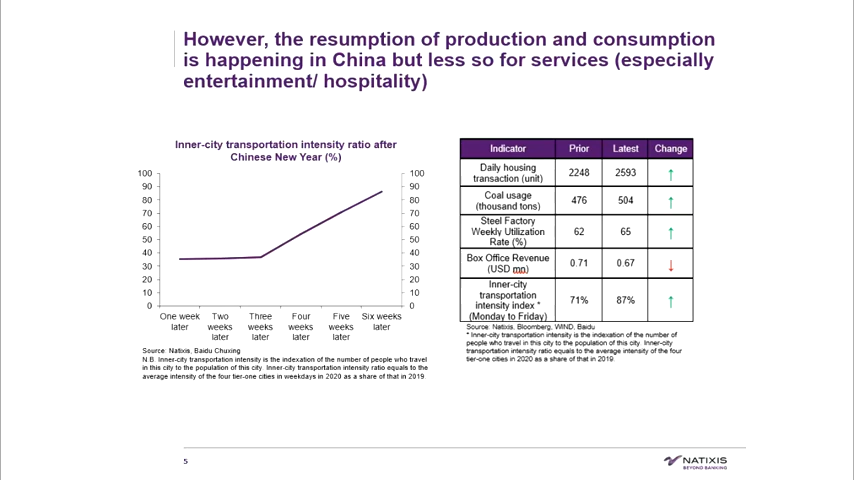 However, the resumption of production and consumption
is happening in China but less so for services (especially
entertainment/ hospitality)
Inner-city transportation intensity ratio after
Chinese New Year (%)
100 100
90 90
80 80
70 70
60 60
50 50
40 40
30 30
20 20
10 10
0 0
One week later
Two weeks later
Three weeks later
Four weeks later
Five weeks later
Six weeks later
Source: Natixis, Baidu Chuxing
N.B. Inner-city transportation intensity is the indexation of the number of people who travel
in this city to the population of this city. Inner-city transportation intensity ratio equals to the
average intensity of the four tier-one cities in weekdays in 2020 as a share of that in 2019
Indicator Prior Latest Change
Daily housing transaction (unit) 2248 2593 ↑
Coal usage (thousand tons) 476 504 ↑
Steel Factory Weekly Utilization Rate (%) 62 65 ↑
Box Office Revenue (USD mn) 0.71 0.67 ↓
Inner-city transportation intensity index * (Monday to Friday) 71% 87% ↑
Source: Natixis, Bloomberg, WIND, Baidu
* Inner-city transportation intensity is the indexation of the number of
people who travel in this city to the population of this city. Inner-city
transportation intensity ratio equals to the average intensity of the four
tier-one cities in 2020 as a share of that in 2019.
5
NATIXIS
BEYOND BANKING